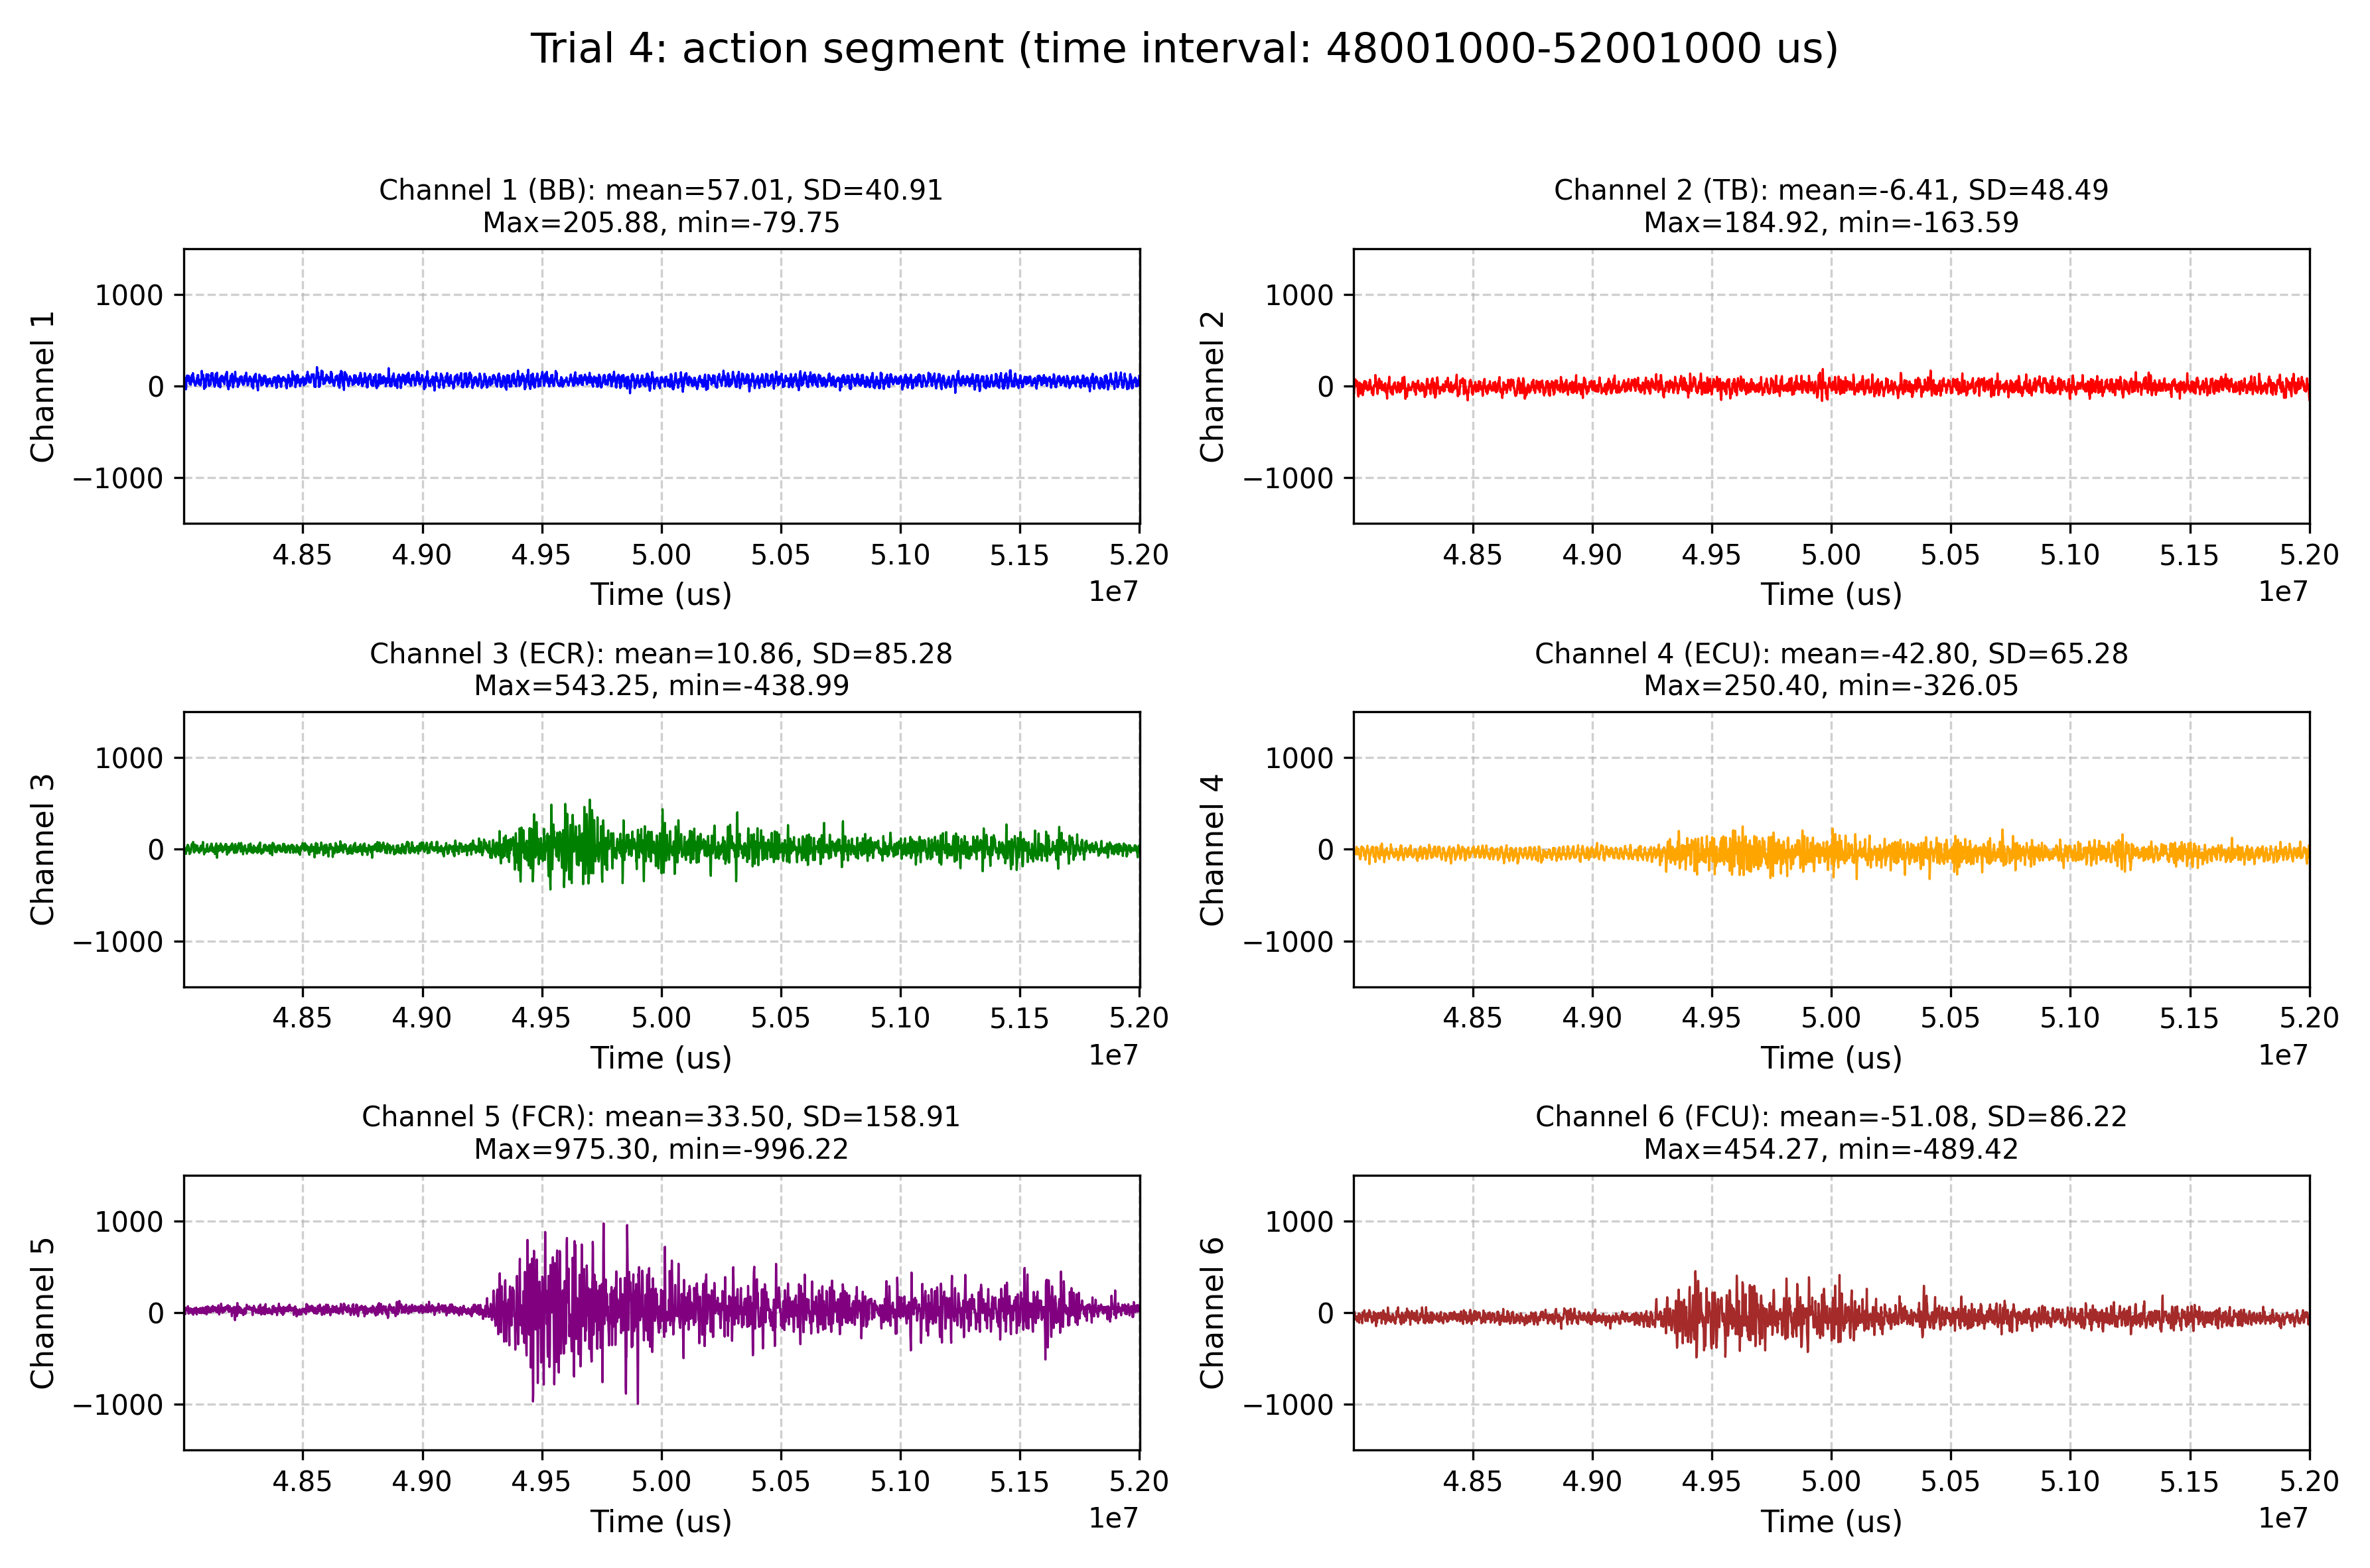 Trial 4: action segment (time interval: 48001000-52001000 us)
Channel 1 (BB): mean=57.01, SD=40.91
Max=205.88, min=-79.75
Channel 1
1000
0
−1000
4.85 4.90 4.95 5.00 5.05 5.10 5.15 5.20
Time (us)
1e7
Channel 2 (TB): mean=-6.41, SD=48.49
Max=184.92, min=-163.59
Channel 2
1000
0
−1000
4.85 4.90 4.95 5.00 5.05 5.10 5.15 5.20
Time (us)
1e7
Channel 3 (ECR): mean=10.86, SD=85.28
Max=543.25, min=-438.99
Channel 3
1000
0
−1000
4.85 4.90 4.95 5.00 5.05 5.10 5.15 5.20
Time (us)
1e7
Channel 4 (ECU): mean=-42.80, SD=65.28
Max=250.40, min=-326.05
Channel 4
1000
0
−1000
4.85 4.90 4.95 5.00 5.05 5.10 5.15 5.20
Time (us)
1e7
Channel 5 (FCR): mean=33.50, SD=158.91
Max=975.30, min=-996.22
Channel 5
1000
0
−1000
4.85 4.90 4.95 5.00 5.05 5.10 5.15 5.20
Time (us)
1e7
Channel 6 (FCU): mean=-51.08, SD=86.22
Max=454.27, min=-489.42
Channel 6
1000
0
−1000
4.85 4.90 4.95 5.00 5.05 5.10 5.15 5.20
Time (us)
1e7